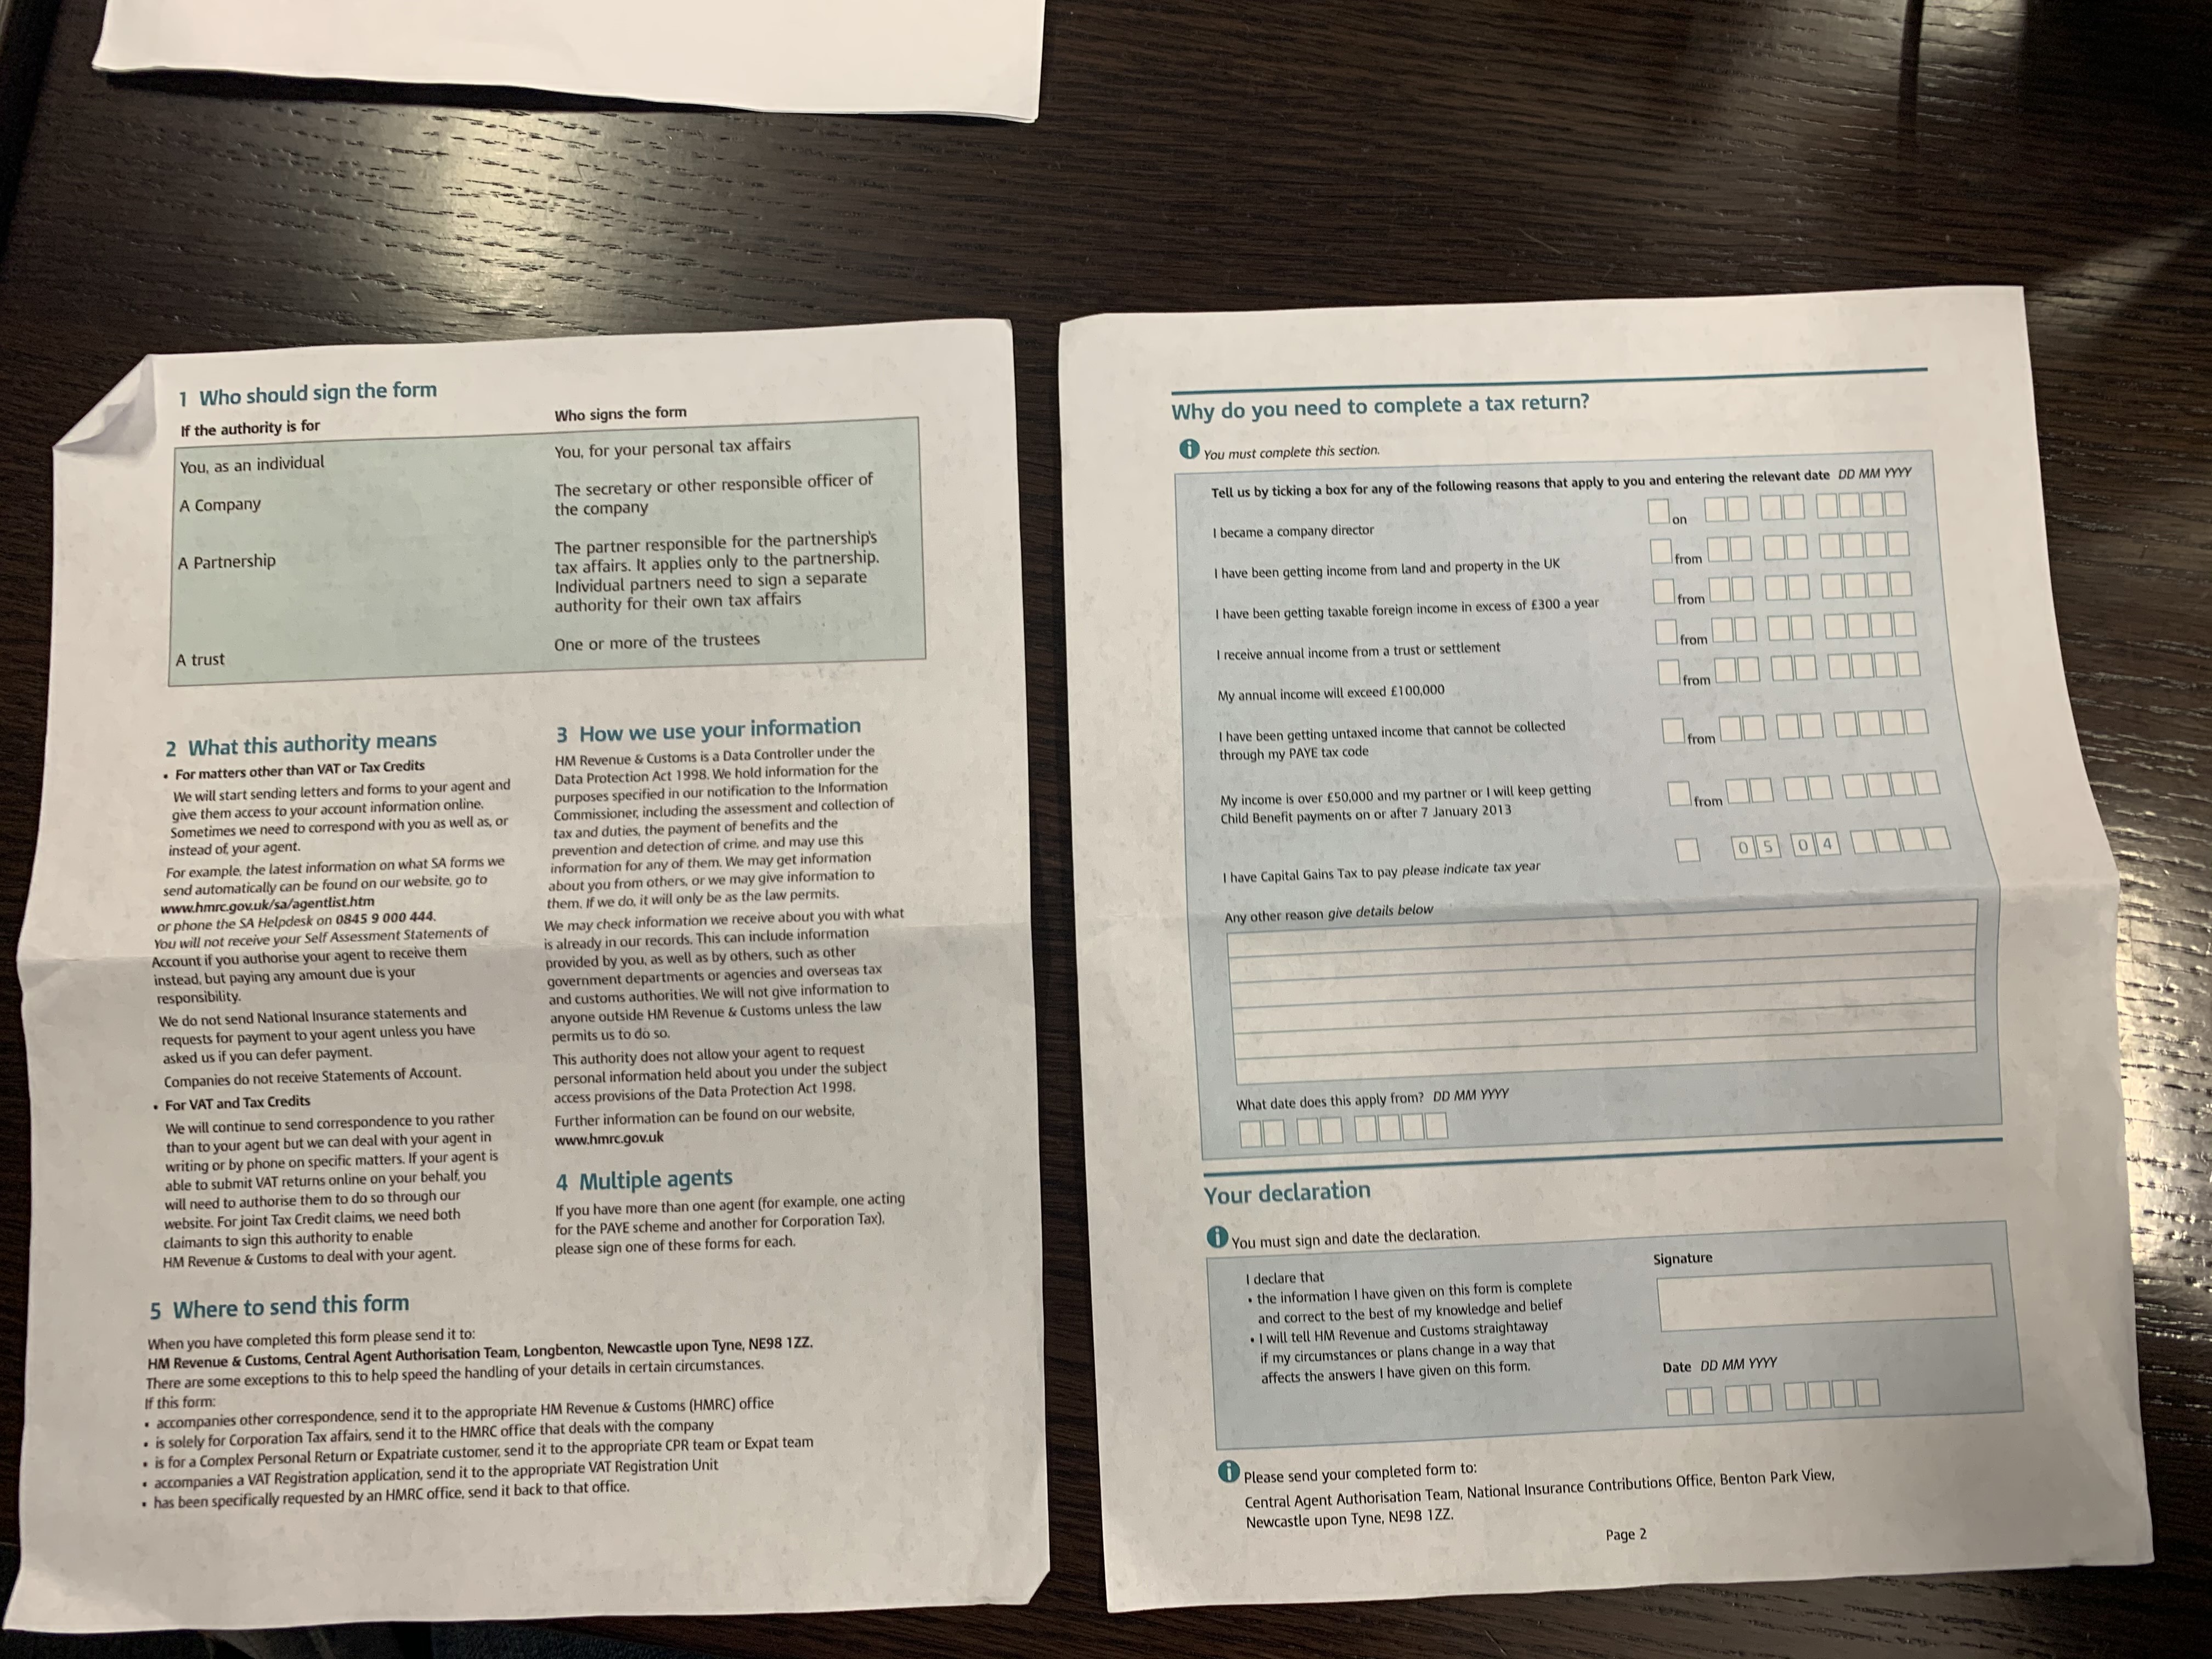 1 Who should sign the form
If the authority is for
Who signs the form
You, as an individual
You, for your personal tax affairs
A Company
The secretary or other responsible officer of
the company
A Partnership
The partner responsible for the partnership's
tax affairs. It applies only to the partnership.
Individual partners need to sign a separate
authority for their own tax affairs
A trust
One or more of the trustees
2 What this authority means
• For matters other than VAT or Tax Credits
We will start sending letters and forms to your agent and
give them access to your account information online.
Sometimes we need to correspond with you as well as, or
instead of, your agent.
For example, the latest information on what SA forms we
send automatically can be found on our website, go to
www.hmrc.gov.uk/sa/agentlist.htm
or phone the SA Helpdesk on 0845 9 000 444.
You will not receive your Self Assessment Statements of
Account if you authorise your agent to receive them
instead, but paying any amount due is your
responsibility.
We do not send National Insurance statements and
requests for payment to your agent unless you have
asked us if you can defer payment.
Companies do not receive Statements of Account.
• For VAT and Tax Credits
We will continue to send correspondence to you rather
than to your agent but we can deal with your agent in
writing or by phone on specific matters. If your agent is
able to submit VAT returns online on your behalf, you
will need to authorise them to do so through our
website. For joint Tax Credit claims, we need both
claimants to sign this authority to enable
HM Revenue & Customs to deal with your agent.
3 How we use your information
HM Revenue & Customs is a Data Controller under the
Data Protection Act 1998. We hold information for the
purposes specified in our notification to the Information
Commissioner, including the assessment and collection of
tax and duties, the payment of benefits and the
prevention and detection of crime, and may use this
information for any of them. We may get information
about you from others, or we may give information to
them. If we do, it will only be as the law permits.
We may check information we receive about you with what
is already in our records. This can include information
provided by you, as well as by others, such as other
government departments or agencies and overseas tax
and customs authorities. We will not give information to
anyone outside HM Revenue & Customs unless the law
permits us to do so.
This authority does not allow your agent to request
personal information held about you under the subject
access provisions of the Data Protection Act 1998.
Further information can be found on our website,
www.hmrc.gov.uk
4 Multiple agents
If you have more than one agent (for example, one acting
for the PAYE scheme and another for Corporation Tax),
please sign one of these forms for each.
5 Where to send this form
When you have completed this form please send it to:
HM Revenue & Customs, Central Agent Authorisation Team, Longbenton, Newcastle upon Tyne, NE98 1ZZ.
There are some exceptions to this to help speed the handling of your details in certain circumstances.
If this form:
• accompanies other correspondence, send it to the appropriate HM Revenue & Customs (HMRC) office
• is solely for Corporation Tax affairs, send it to the HMRC office that deals with the company
• is for a Complex Personal Return or Expatriate customer, send it to the appropriate CPR team or Expat team
• accompanies a VAT Registration application, send it to the appropriate VAT Registration Unit
• has been specifically requested by an HMRC office, send it back to that office.
Why do you need to complete a tax return?
i You must complete this section.
Tell us by ticking a box for any of the following reasons that apply to you and entering the relevant date DD MM YYYY
I became a company director
on
I have been getting income from land and property in the UK
from
I have been getting taxable foreign income in excess of £300 a year
from
I receive annual income from a trust or settlement
from
My annual income will exceed £100,000
from
I have been getting untaxed income that cannot be collected
through my PAYE tax code
from
My income is over £50,000 and my partner or I will keep getting
Child Benefit payments on or after 7 January 2013
from
I have Capital Gains Tax to pay please indicate tax year
0 5 0 4
Any other reason give details below
What date does this apply from? DD MM YYYY
Your declaration
i You must sign and date the declaration.
I declare that
• the information I have given on this form is complete
and correct to the best of my knowledge and belief
• I will tell HM Revenue and Customs straightaway
if my circumstances or plans change in a way that
affects the answers I have given on this form.
Signature
Date DD MM YYYY
i Please send your completed form to:
Central Agent Authorisation Team, National Insurance Contributions Office, Benton Park View,
Newcastle upon Tyne, NE98 1ZZ.
Page 2